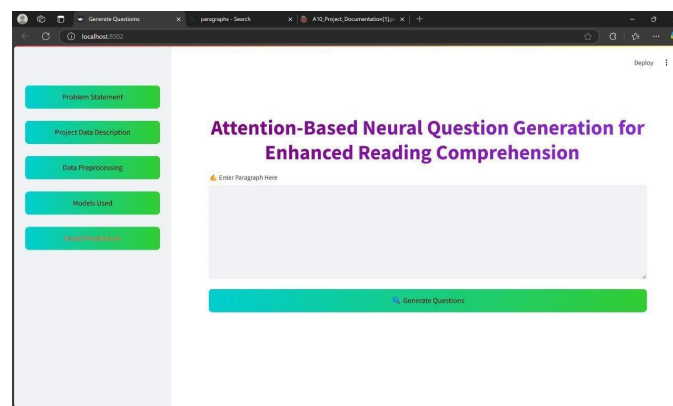 Generate Questions
paragraphs - Search
A10_Project_Documentation[1].p
localhost:8502
Deploy
Problem Statement
Project Data Description
Data Preprocessing
Models Used
Attention-Based Neural Question Generation for
Enhanced Reading Comprehension
Enter Paragraph Here
Generate Questions